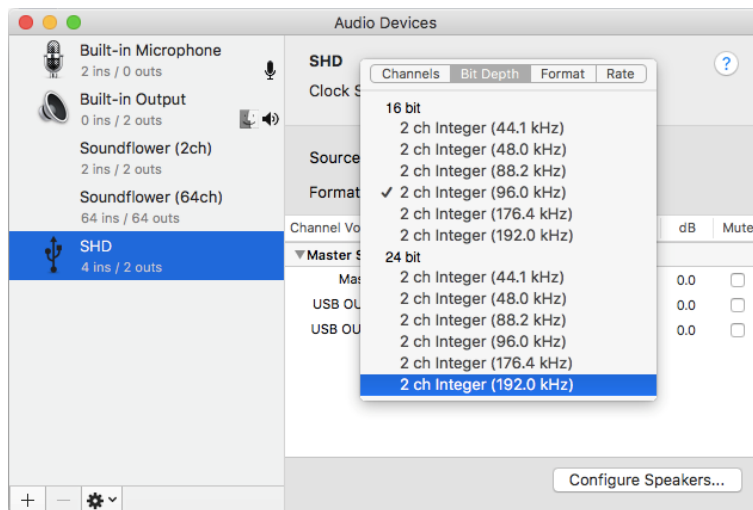 Audio Devices
Built-in Microphone
2 ins / 0 outs
Built-in Output
0 ins / 2 outs
Soundflower (2ch)
2 ins / 2 outs
Soundflower (64ch)
64 ins / 64 outs
SHD
4 ins / 2 outs
SHD
?
Clock S
Source
Format
Channels Bit Depth Format Rate
16 bit
2 ch Integer (44.1 kHz)
2 ch Integer (48.0 kHz)
2 ch Integer (88.2 kHz)
✓ 2 ch Integer (96.0 kHz)
2 ch Integer (176.4 kHz)
2 ch Integer (192.0 kHz)
24 bit
2 ch Integer (44.1 kHz)
2 ch Integer (48.0 kHz)
2 ch Integer (88.2 kHz)
2 ch Integer (96.0 kHz)
2 ch Integer (176.4 kHz)
2 ch Integer (192.0 kHz)
Channel Vo dB Mute
Master S
Mas 0.0
USB OU 0.0
USB OU 0.0
Configure Speakers...